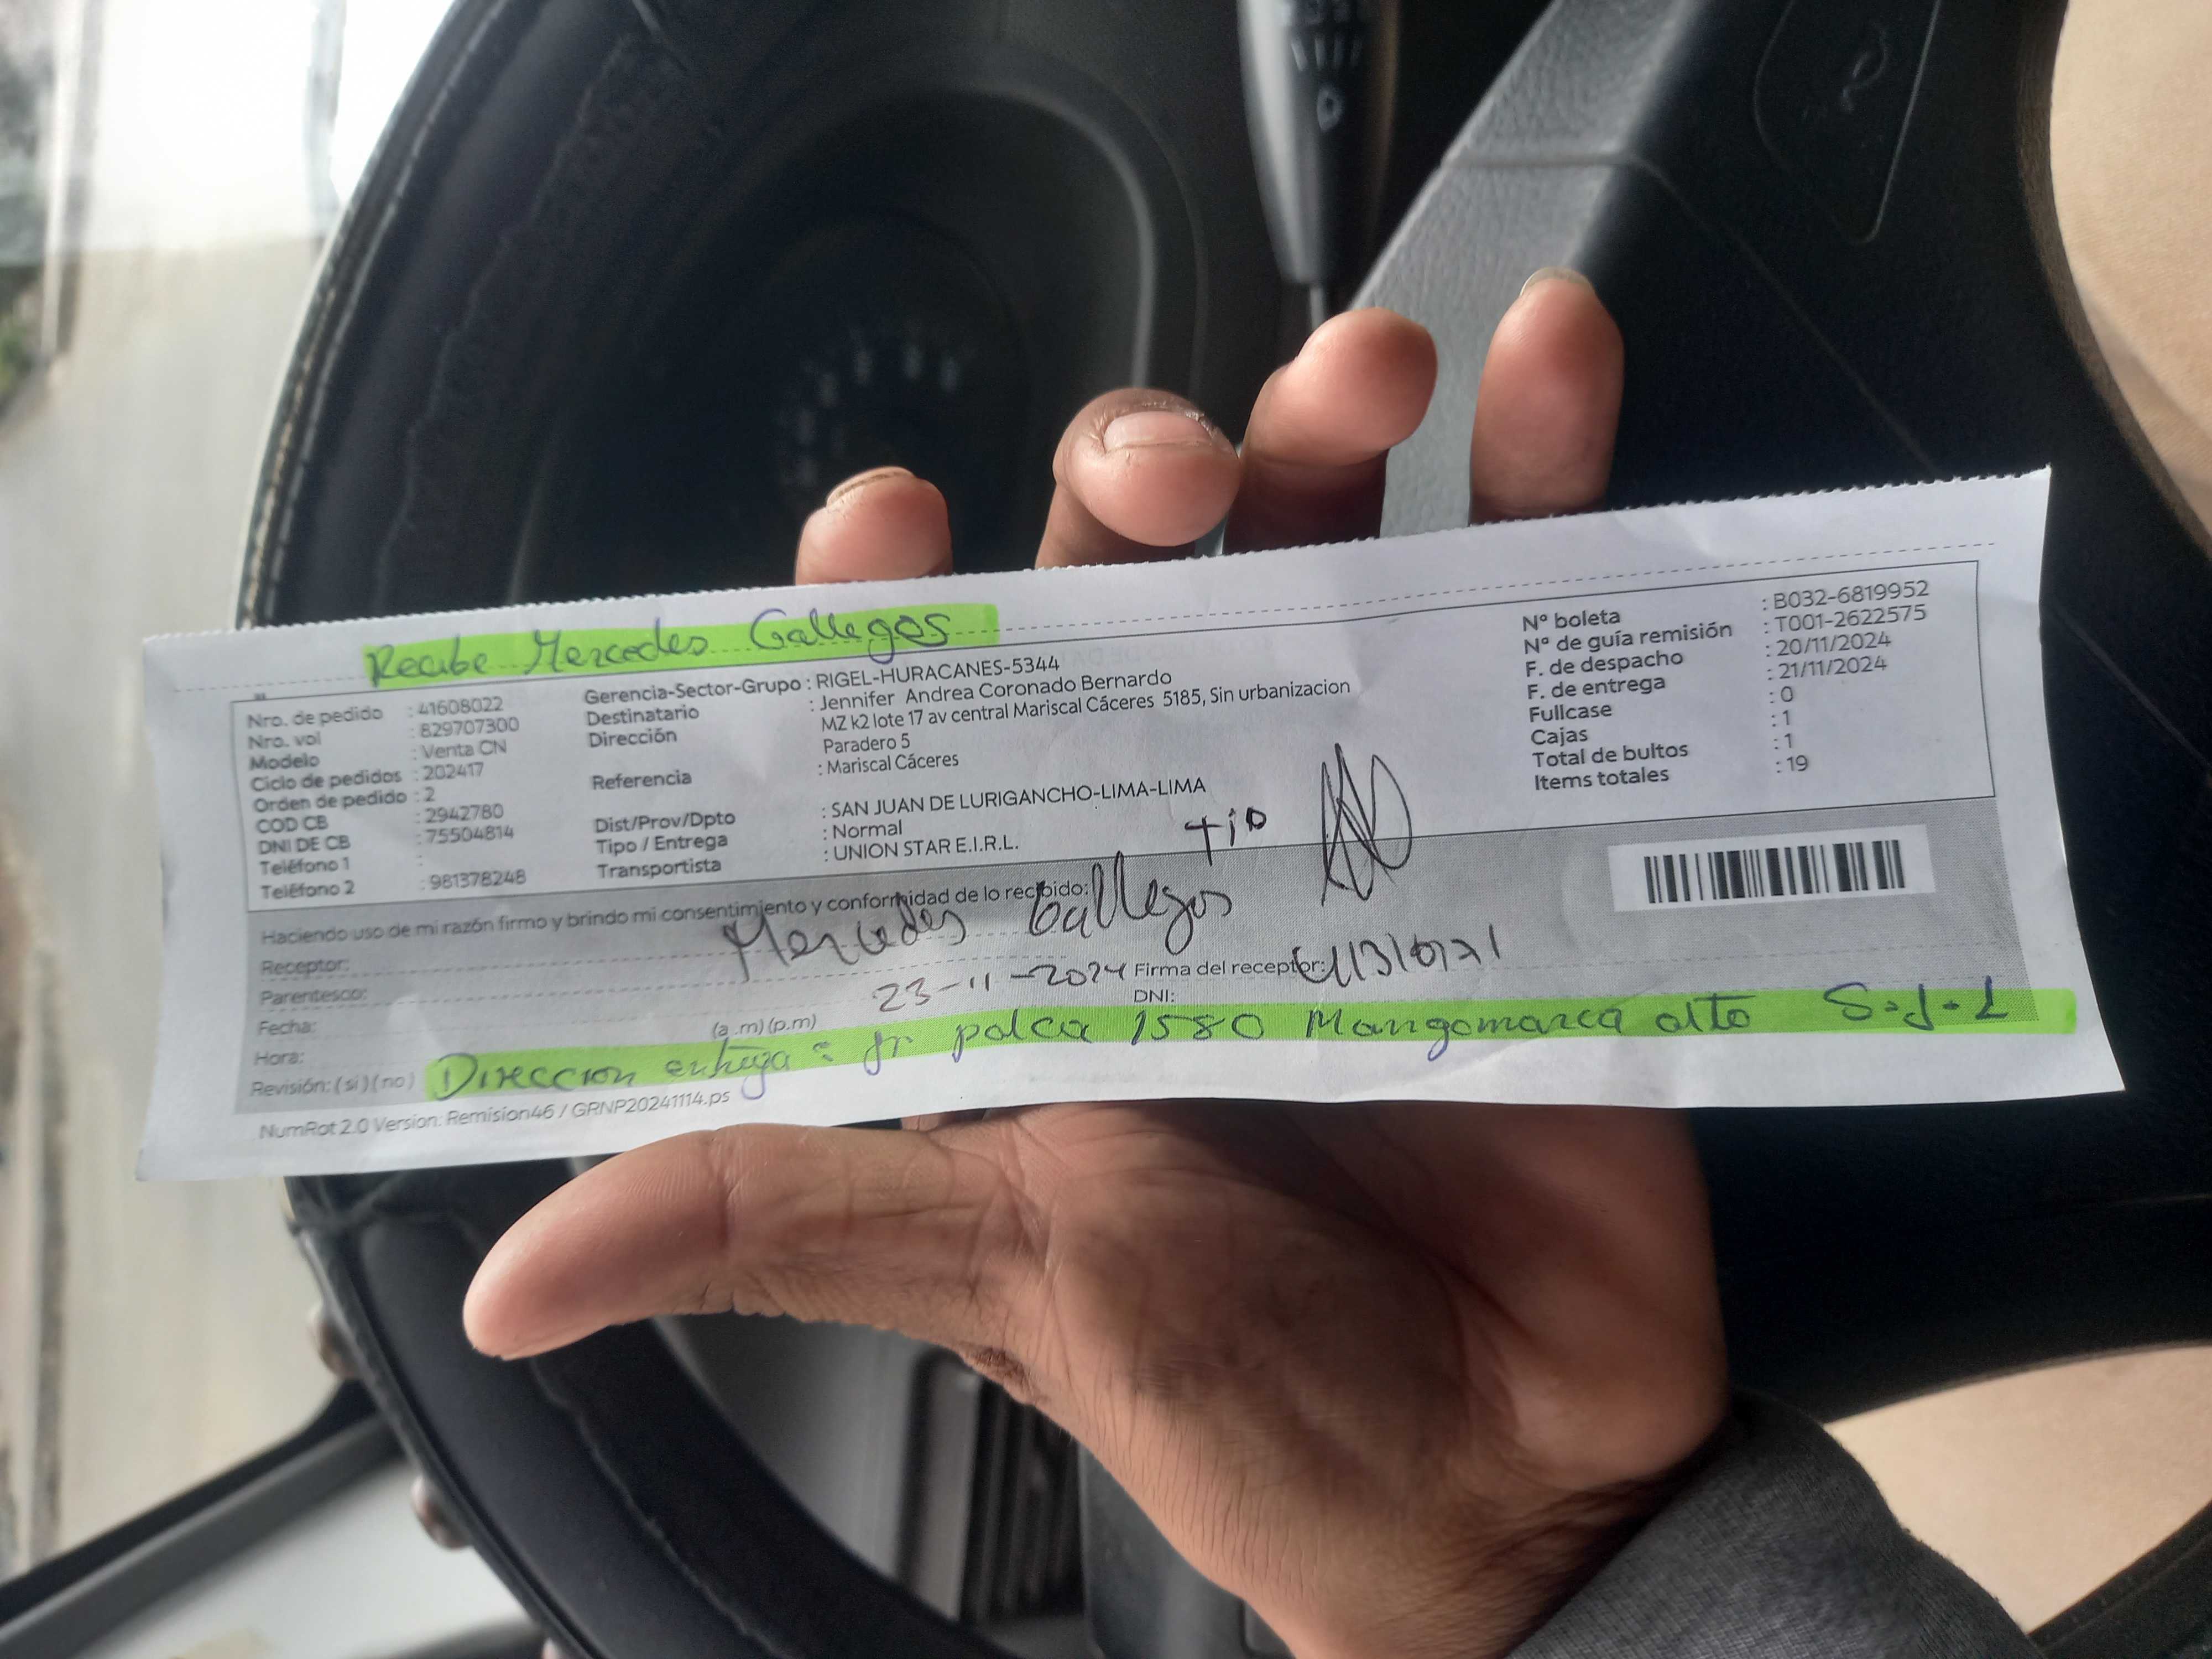 Recibe Mercedes Gallegos
Nro. de pedido : 41608022
Nro. vol : 829707300
Modelo : Venta CN
Ciclo de pedidos : 202417
Orden de pedido : 2
COD CB : 2942780
DNI DE CB : 75504814
Teléfono 1 :
Teléfono 2 : 981378248
Gerencia-Sector-Grupo : RIGEL-HURACANES-5344
Destinatario : Jennifer Andrea Coronado Bernardo
Dirección MZ k2 lote 17 av central Mariscal Cáceres 5185, Sin urbanizacion
Paradero 5
Referencia : Mariscal Cáceres
Dist/Prov/Dpto : SAN JUAN DE LURIGANCHO-LIMA-LIMA
Tipo / Entrega : Normal
Transportista : UNION STAR E.I.R.L.
Nº boleta : B032-6819952
Nº de guía remisión : T001-2622575
F. de despacho : 20/11/2024
F. de entrega : 21/11/2024
Fullcase : 0
Cajas : 1
Total de bultos : 1
Items totales : 19
Haciendo uso de mi razón firmo y brindo mi consentimiento y conformidad de lo recibido:
tio
Receptor: Mercedes Gallegos
Parentesco:
Firma del receptor:
Fecha: 23-11-2024
DNI:
Hora: (a.m) (p.m)
Revisión: (si) (no)
Direccion entrega = jr palca 1580 Mangomarca alto S-J-L
NumRot 2.0 Version: Remision46 / GRNP20241114.ps